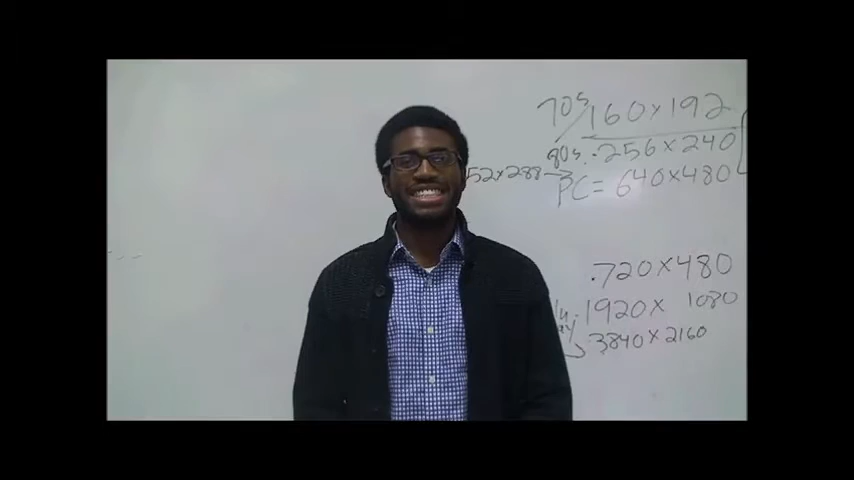 70s 160x192
80s .256x240
52x288 → PC= 640x480
.720x480
.1920x 1080
.3840x2160